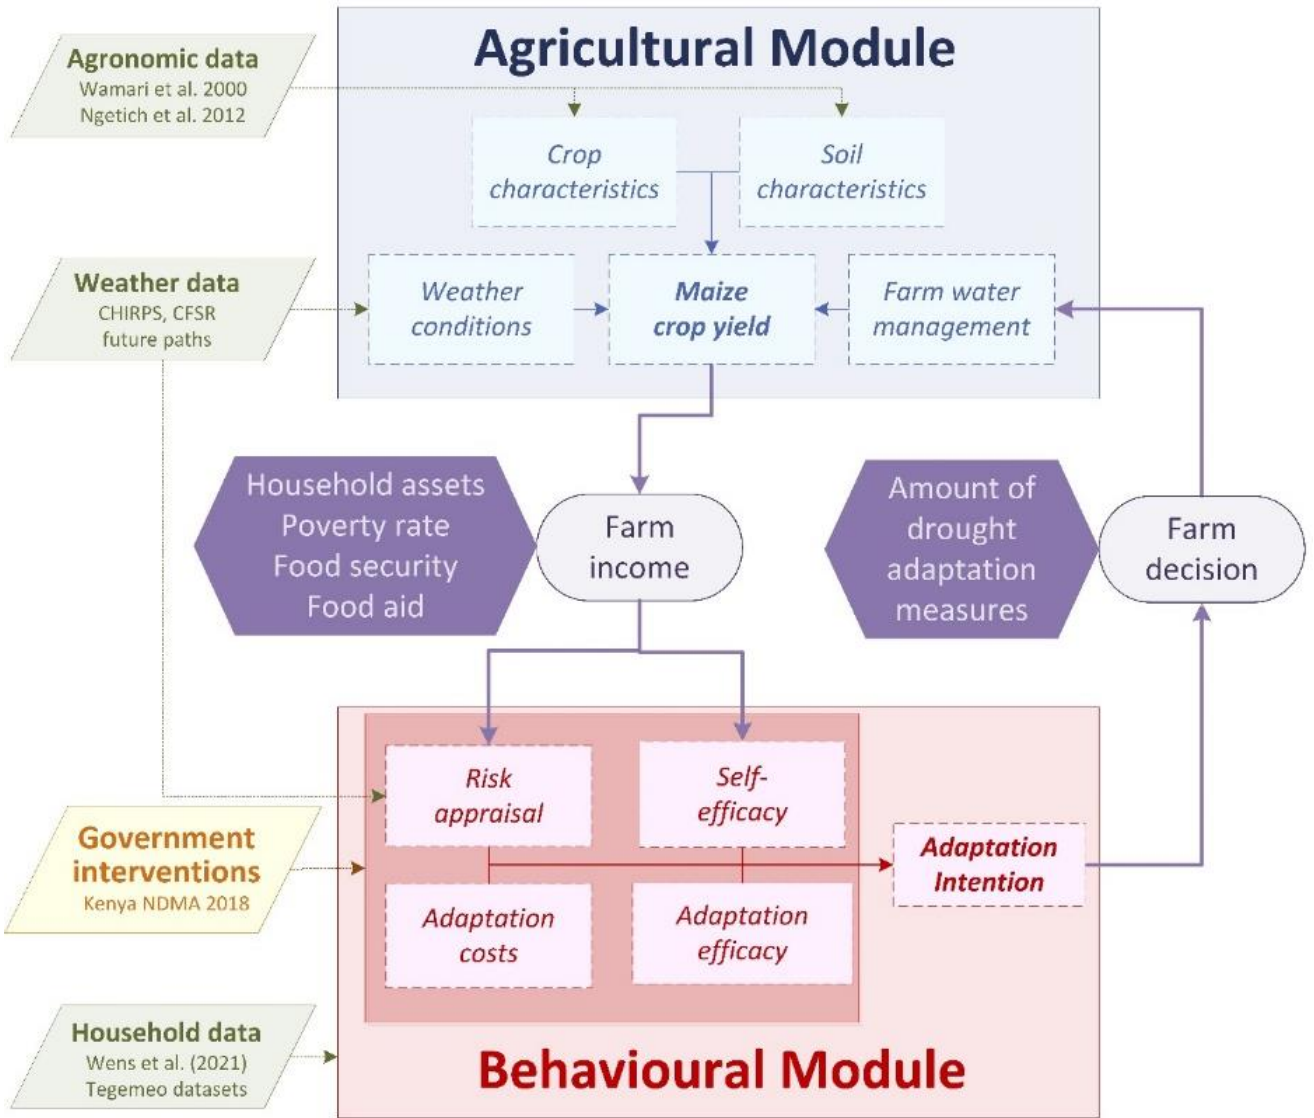 Agricultural Module
Agronomic data
Wamari et al. 2000
Ngetich et al. 2012
Crop
characteristics
Soil
characteristics
Weather data
CHIRPS, CFSR
future paths
Weather
conditions
Maize
crop yield
Farm water
management
Household assets
Poverty rate
Food security
Food aid
Farm
income
Amount of
drought
adaptation
measures
Farm
decision
Risk
appraisal
Self-
efficacy
Government
interventions
Kenya NDMA 2018
Adaptation
Intention
Adaptation
costs
Adaptation
efficacy
Household data
Wens et al. (2021)
Tegemeo datasets
Behavioural Module